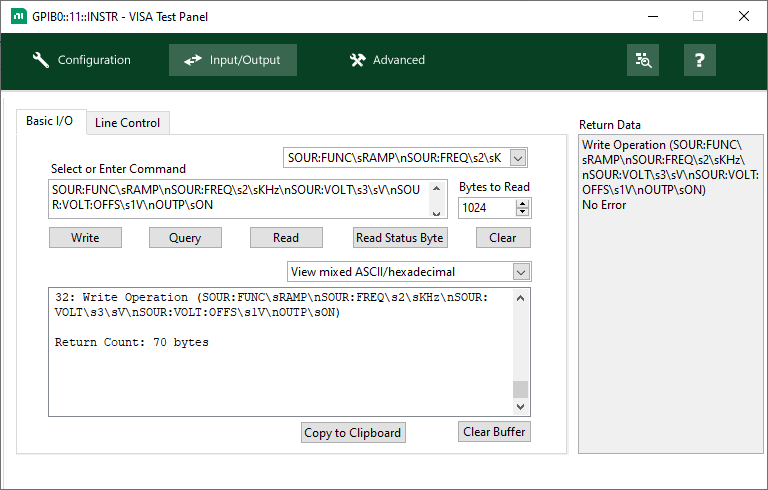 GPIB0::11::INSTR - VISA Test Panel
Configuration
Input/Output
Advanced
?
Basic I/O
Line Control
SOUR:FUNC\sRAMP\nSOUR:FREQ\s2\sK
Select or Enter Command
SOUR:FUNC\sRAMP\nSOUR:FREQ\s2\sKHz\nSOUR:VOLT\s3\sV\nSOU
R:VOLT:OFFS\s1V\nOUTP\sON
Bytes to Read
1024
Write
Query
Read
Read Status Byte
Clear
View mixed ASCII/hexadecimal
32: Write Operation (SOUR:FUNC\sRAMP\nSOUR:FREQ\s2\sKHz\nSOUR:
VOLT\s3\sV\nSOUR:VOLT:OFFS\s1V\nOUTP\sON)
Return Count: 70 bytes
Copy to Clipboard
Clear Buffer
Return Data
Write Operation (SOUR:FUNC\
sRAMP\nSOUR:FREQ\s2\sKHz\
nSOUR:VOLT\s3\sV\nSOUR:VOLT:
OFFS\s1V\nOUTP\sON)
No Error